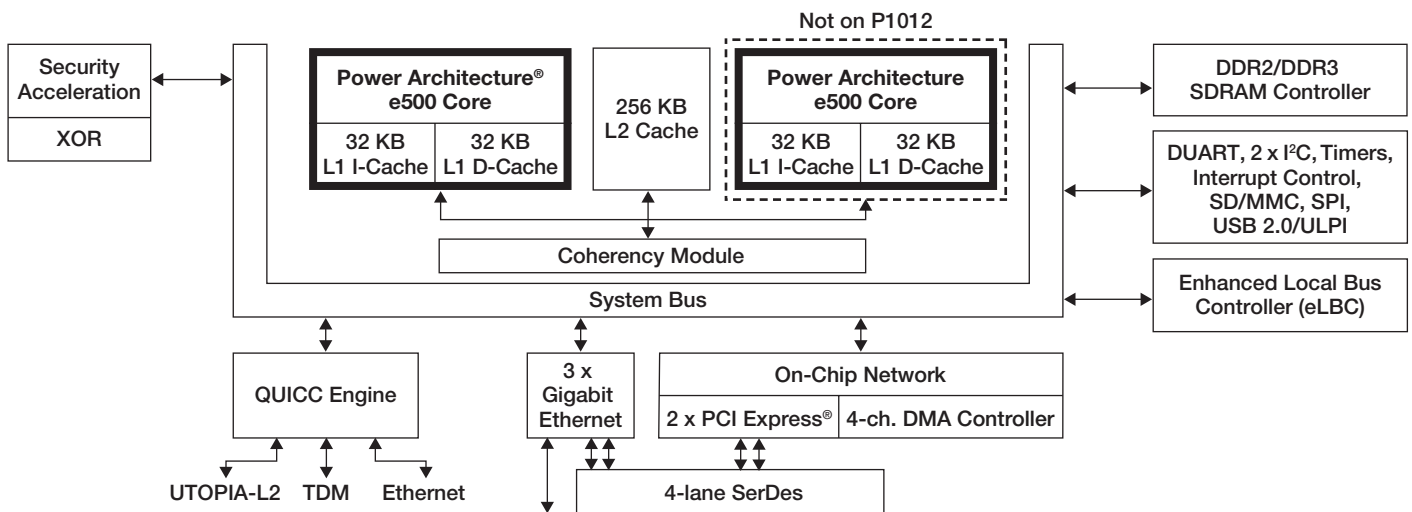 Not on P1012
Security
Acceleration
XOR
Power Architecture®
e500 Core
32 KB
L1 I-Cache
32 KB
L1 D-Cache
256 KB
L2 Cache
Power Architecture
e500 Core
32 KB
L1 I-Cache
32 KB
L1 D-Cache
Coherency Module
System Bus
DDR2/DDR3
SDRAM Controller
DUART, 2 x I²C, Timers,
Interrupt Control,
SD/MMC, SPI,
USB 2.0/ULPI
Enhanced Local Bus
Controller (eLBC)
QUICC Engine
UTOPIA-L2
TDM
Ethernet
3 x
Gigabit
Ethernet
On-Chip Network
2 x PCI Express®
4-ch. DMA Controller
4-lane SerDes